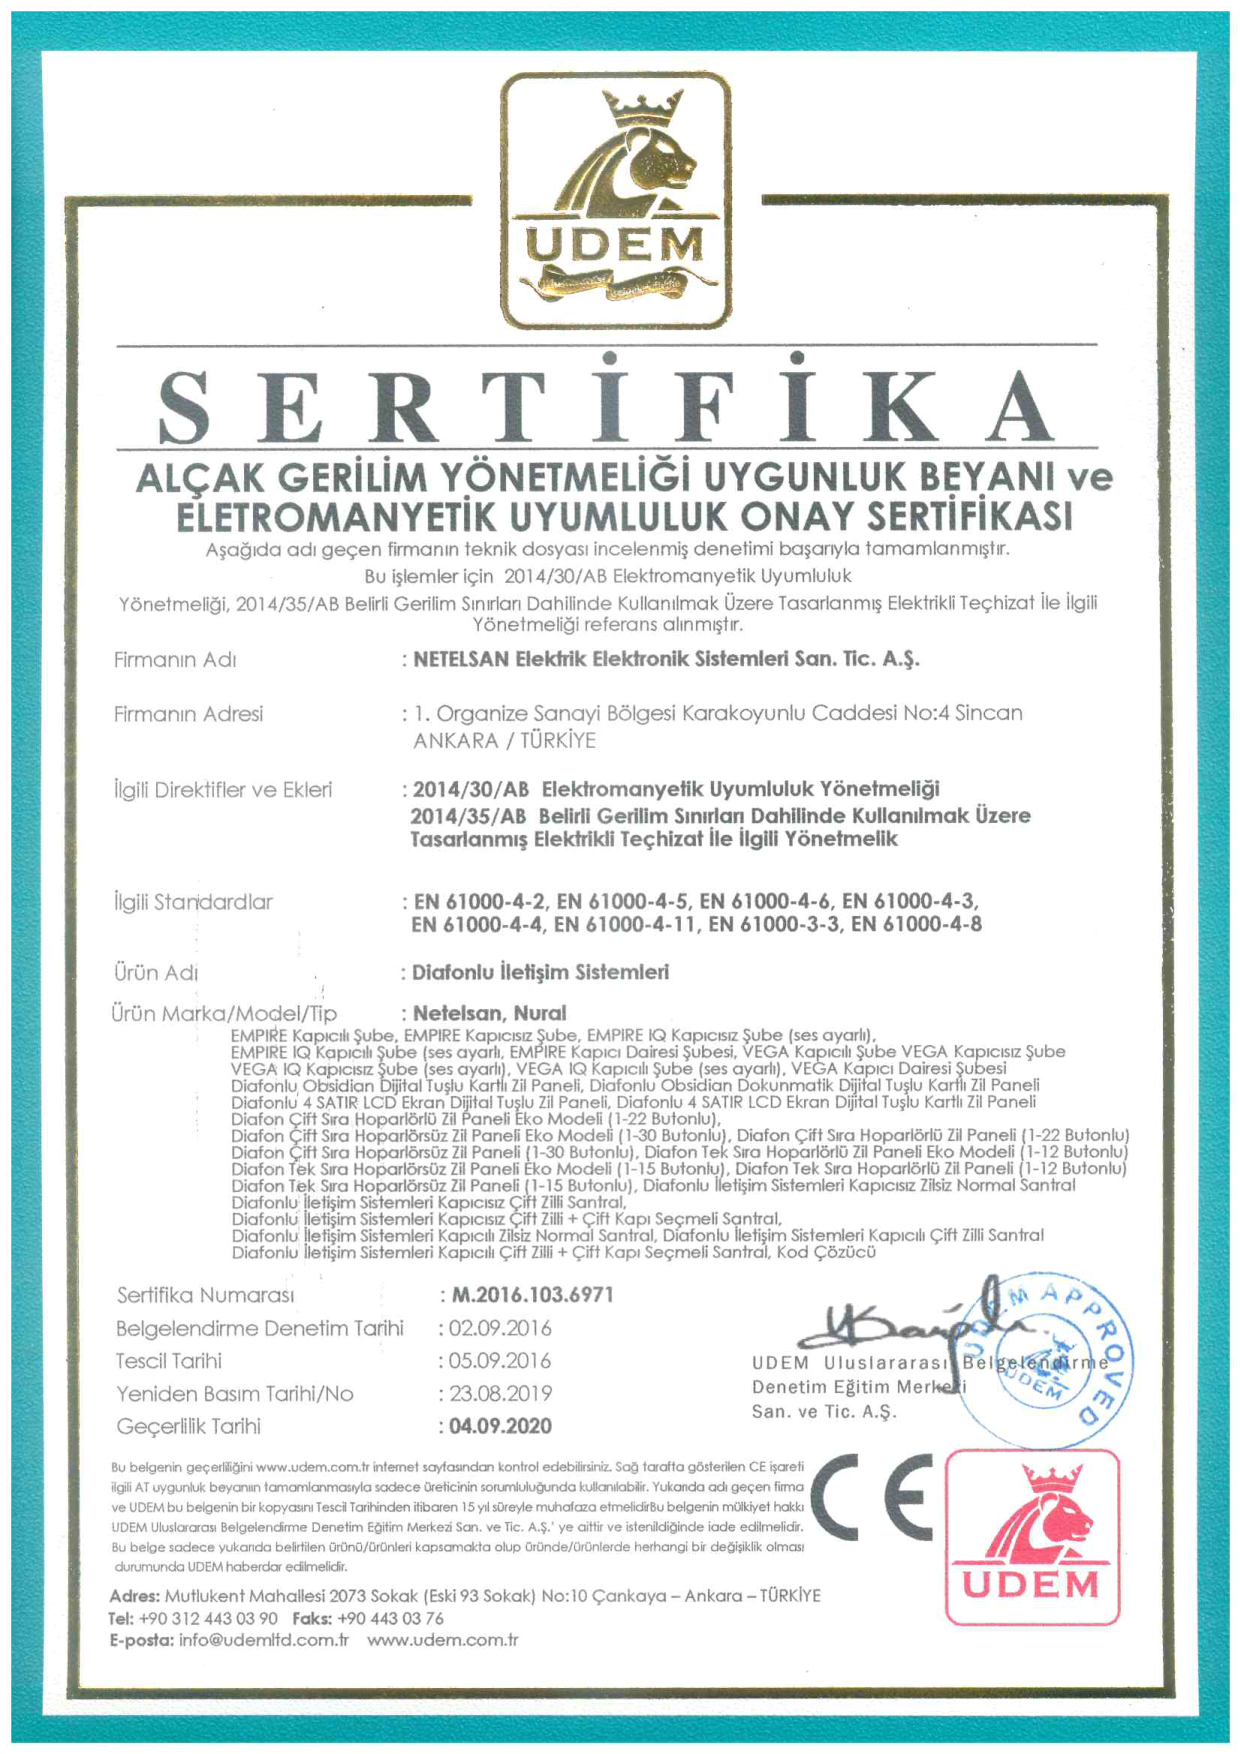 UDEM
SERTİFİKA
ALÇAK GERİLİM YÖNETMELİĞİ UYGUNLUK BEYANI ve
ELETROMANYETİK UYUMLULUK ONAY SERTİFİKASI
Aşağıda adı geçen firmanın teknik dosyası incelenmiş denetimi başarıyla tamamlanmıştır.
Bu işlemler için 2014/30/AB Elektromanyetik Uyumluluk
Yönetmeliği, 2014/35/AB Belirli Gerilim Sınırları Dahilinde Kullanılmak Üzere Tasarlanmış Elektrikli Teçhizat İle İlgili
Yönetmeliği referans alınmıştır.
Firmanın Adı : NETELSAN Elektrik Elektronik Sistemleri San. Tic. A.Ş.
Firmanın Adresi : 1. Organize Sanayi Bölgesi Karakoyunlu Caddesi No:4 Sincan
ANKARA / TÜRKİYE
İlgili Direktifler ve Ekleri : 2014/30/AB Elektromanyetik Uyumluluk Yönetmeliği
2014/35/AB Belirli Gerilim Sınırları Dahilinde Kullanılmak Üzere
Tasarlanmış Elektrikli Teçhizat İle İlgili Yönetmelik
İlgili Standardlar : EN 61000-4-2, EN 61000-4-5, EN 61000-4-6, EN 61000-4-3,
EN 61000-4-4, EN 61000-4-11, EN 61000-3-3, EN 61000-4-8
Ürün Adı : Diafonlu İletişim Sistemleri
Ürün Marka/Model/Tip : Netelsan, Nural
EMPIRE Kapıcılı Şube, EMPIRE Kapıcısız Şube, EMPIRE IQ Kapıcısız Şube (ses ayarlı),
EMPIRE IQ Kapıcılı Şube (ses ayarlı, EMPIRE Kapıcı Dairesi Şubesi, VEGA Kapıcılı Şube VEGA Kapıcısız Şube
VEGA IQ Kapıcısız Şube (ses ayarlı), VEGA IQ Kapıcılı Şube (ses ayarlı), VEGA Kapıcı Dairesi Şubesi
Diafonlu Obsidian Dijital Tuşlu Kartlı Zil Paneli, Diafonlu Obsidian Dokunmatik Dijital Tuşlu Kartlı Zil Paneli
Diafonlu 4 SATIR LCD Ekran Dijital Tuşlu Zil Paneli, Diafonlu 4 SATIR LCD Ekran Dijital Tuşlu Kartlı Zil Paneli
Diafon Çift Sıra Hoparlörlü Zil Paneli Eko Modeli (1-22 Butonlu),
Diafon Çift Sıra Hoparlörsüz Zil Paneli Eko Modeli (1-30 Butonlu), Diafon Çift Sıra Hoparlörlü Zil Paneli (1-22 Butonlu)
Diafon Çift Sıra Hoparlörsüz Zil Paneli (1-30 Butonlu), Diafon Tek Sıra Hoparlörlü Zil Paneli Eko Modeli (1-12 Butonlu)
Diafon Tek Sıra Hoparlörsüz Zil Paneli Eko Modeli (1-15 Butonlu), Diafon Tek Sıra Hoparlörlü Zil Paneli (1-12 Butonlu)
Diafon Tek Sıra Hoparlörsüz Zil Paneli (1-15 Butonlu), Diafonlu İletişim Sistemleri Kapıcısız Zilsiz Normal Santral
Diafonlu İletişim Sistemleri Kapıcısız Çift Zilli Santral,
Diafonlu İletişim Sistemleri Kapıcısız Çift Zilli + Çift Kapı Seçmeli Santral,
Diafonlu İletişim Sistemleri Kapıcılı Zilsiz Normal Santral, Diafonlu İletişim Sistemleri Kapıcılı Çift Zilli Santral
Diafonlu İletişim Sistemleri Kapıcılı Çift Zilli + Çift Kapı Seçmeli Santral, Kod Çözücü
Sertifika Numarası : M.2016.103.6971
Belgelendirme Denetim Tarihi : 02.09.2016
Tescil Tarihi : 05.09.2016
Yeniden Basım Tarihi/No : 23.08.2019
Geçerlilik Tarihi : 04.09.2020
UDEM Uluslararası Belgelendirme
Denetim Eğitim Merkezi
San. ve Tic. A.Ş.
UDEM APPROVED
UDEM
Bu belgenin geçerliliğini www.udem.com.tr internet sayfasından kontrol edebilirsiniz. Sağ tarafta gösterilen CE işareti
ilgili AT uygunluk beyanın tamamlanmasıyla sadece üreticinin sorumluluğunda kullanılabilir. Yukarıda adı geçen firma
ve UDEM bu belgenin bir kopyasını Tescil Tarihinden itibaren 15 yıl süreyle muhafaza etmelidirBu belgenin mülkiyet hakkı
UDEM Uluslararası Belgelendirme Denetim Eğitim Merkezi San. ve Tic. A.Ş.' ye aittir ve istenildiğinde iade edilmelidir.
Bu belge sadece yukarıda belirtilen ürünü/ürünleri kapsamakta olup üründe/ürünlerde herhangi bir değişiklik olması
durumunda UDEM haberdar edilmelidir.
CE
UDEM
Adres: Mutlukent Mahallesi 2073 Sokak (Eski 93 Sokak) No:10 Çankaya – Ankara – TÜRKİYE
Tel: +90 312 443 03 90 Faks: +90 443 03 76
E-posta: info@udemltd.com.tr www.udem.com.tr